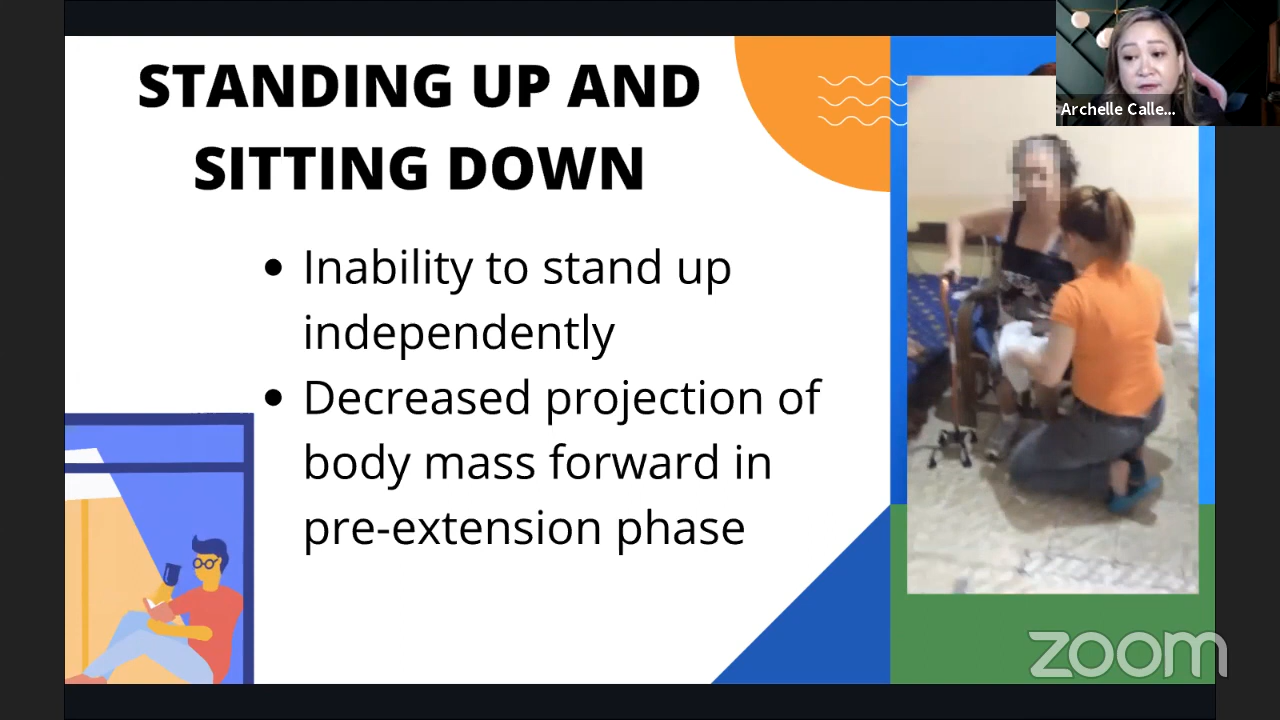 STANDING UP AND
SITTING DOWN
• Inability to stand up
independently
• Decreased projection of
body mass forward in
pre-extension phase
Archelle Calle...
zoom